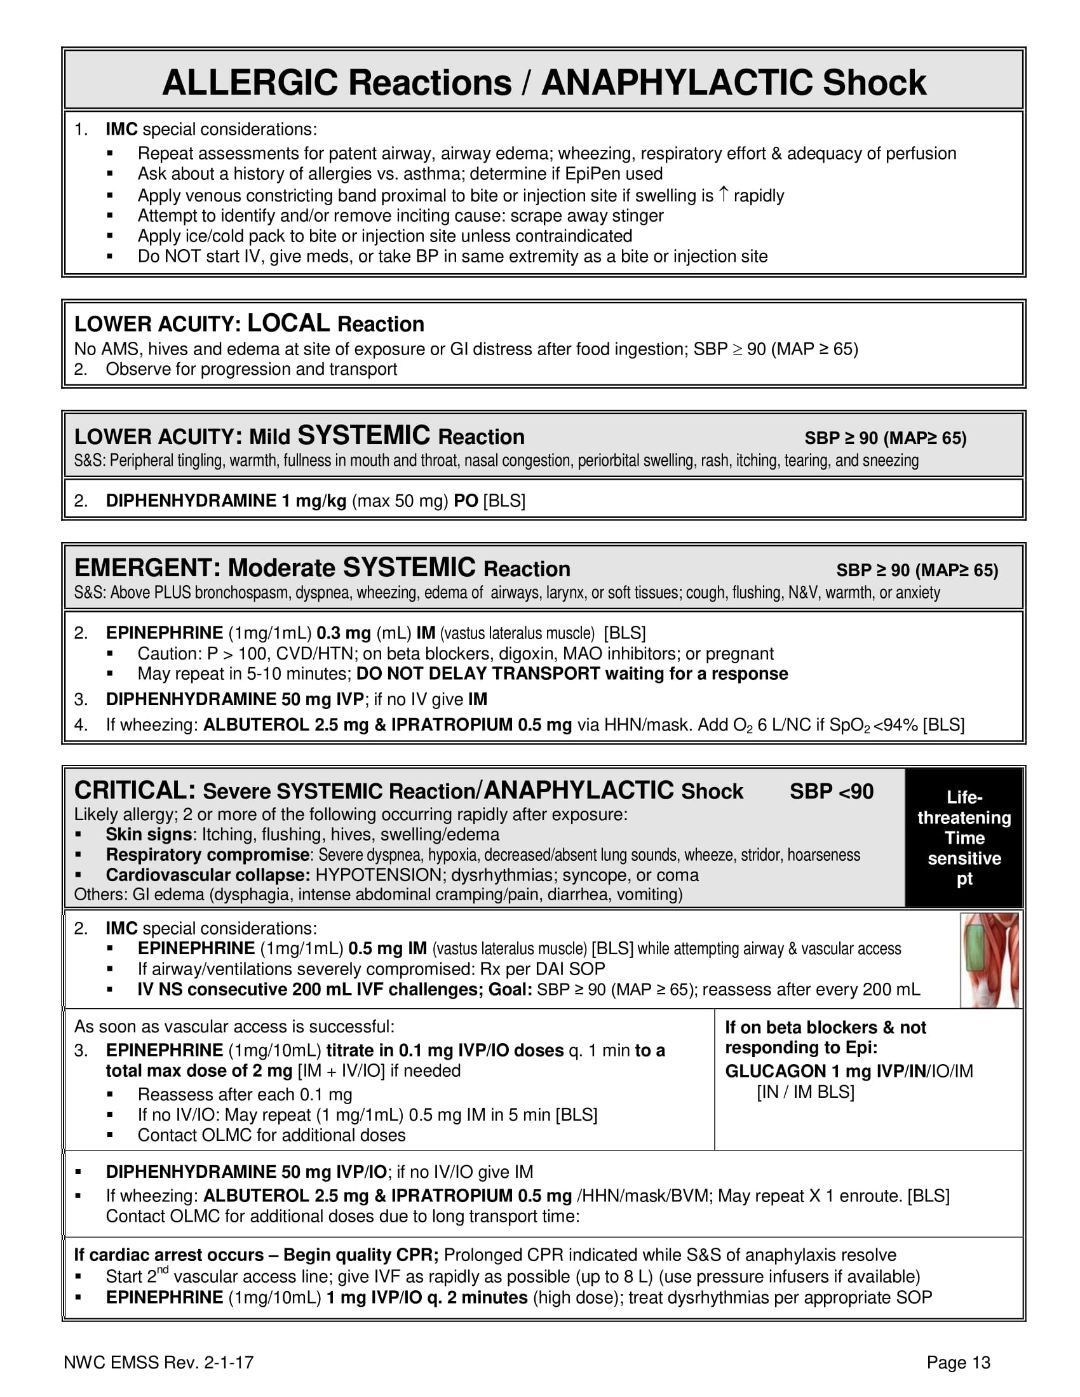 ALLERGIC Reactions / ANAPHYLACTIC Shock
1. IMC special considerations:
▪ Repeat assessments for patent airway, airway edema; wheezing, respiratory effort & adequacy of perfusion
▪ Ask about a history of allergies vs. asthma; determine if EpiPen used
▪ Apply venous constricting band proximal to bite or injection site if swelling is ↑ rapidly
▪ Attempt to identify and/or remove inciting cause: scrape away stinger
▪ Apply ice/cold pack to bite or injection site unless contraindicated
▪ Do NOT start IV, give meds, or take BP in same extremity as a bite or injection site
LOWER ACUITY: LOCAL Reaction
No AMS, hives and edema at site of exposure or GI distress after food ingestion; SBP ≥ 90 (MAP ≥ 65)
2. Observe for progression and transport
LOWER ACUITY: Mild SYSTEMIC Reaction SBP ≥ 90 (MAP≥ 65)
S&S: Peripheral tingling, warmth, fullness in mouth and throat, nasal congestion, periorbital swelling, rash, itching, tearing, and sneezing
2. DIPHENHYDRAMINE 1 mg/kg (max 50 mg) PO [BLS]
EMERGENT: Moderate SYSTEMIC Reaction SBP ≥ 90 (MAP≥ 65)
S&S: Above PLUS bronchospasm, dyspnea, wheezing, edema of airways, larynx, or soft tissues; cough, flushing, N&V, warmth, or anxiety
2. EPINEPHRINE (1mg/1mL) 0.3 mg (mL) IM (vastus lateralus muscle) [BLS]
▪ Caution: P > 100, CVD/HTN; on beta blockers, digoxin, MAO inhibitors; or pregnant
▪ May repeat in 5-10 minutes; DO NOT DELAY TRANSPORT waiting for a response
3. DIPHENHYDRAMINE 50 mg IVP; if no IV give IM
4. If wheezing: ALBUTEROL 2.5 mg & IPRATROPIUM 0.5 mg via HHN/mask. Add O2 6 L/NC if SpO2 <94% [BLS]
CRITICAL: Severe SYSTEMIC Reaction/ANAPHYLACTIC Shock SBP <90
Likely allergy; 2 or more of the following occurring rapidly after exposure:
▪ Skin signs: Itching, flushing, hives, swelling/edema
▪ Respiratory compromise: Severe dyspnea, hypoxia, decreased/absent lung sounds, wheeze, stridor, hoarseness
▪ Cardiovascular collapse: HYPOTENSION; dysrhythmias; syncope, or coma
Others: GI edema (dysphagia, intense abdominal cramping/pain, diarrhea, vomiting)
Life-
threatening
Time
sensitive
pt
2. IMC special considerations:
▪ EPINEPHRINE (1mg/1mL) 0.5 mg IM (vastus lateralus muscle) [BLS] while attempting airway & vascular access
▪ If airway/ventilations severely compromised: Rx per DAI SOP
▪ IV NS consecutive 200 mL IVF challenges; Goal: SBP ≥ 90 (MAP ≥ 65); reassess after every 200 mL
As soon as vascular access is successful:
3. EPINEPHRINE (1mg/10mL) titrate in 0.1 mg IVP/IO doses q. 1 min to a
total max dose of 2 mg [IM + IV/IO] if needed
▪ Reassess after each 0.1 mg
▪ If no IV/IO: May repeat (1 mg/1mL) 0.5 mg IM in 5 min [BLS]
▪ Contact OLMC for additional doses
If on beta blockers & not
responding to Epi:
GLUCAGON 1 mg IVP/IN/IO/IM
[IN / IM BLS]
▪ DIPHENHYDRAMINE 50 mg IVP/IO; if no IV/IO give IM
▪ If wheezing: ALBUTEROL 2.5 mg & IPRATROPIUM 0.5 mg /HHN/mask/BVM; May repeat X 1 enroute. [BLS]
Contact OLMC for additional doses due to long transport time:
If cardiac arrest occurs – Begin quality CPR; Prolonged CPR indicated while S&S of anaphylaxis resolve
▪ Start 2nd vascular access line; give IVF as rapidly as possible (up to 8 L) (use pressure infusers if available)
▪ EPINEPHRINE (1mg/10mL) 1 mg IVP/IO q. 2 minutes (high dose); treat dysrhythmias per appropriate SOP
NWC EMSS Rev. 2-1-17 Page 13